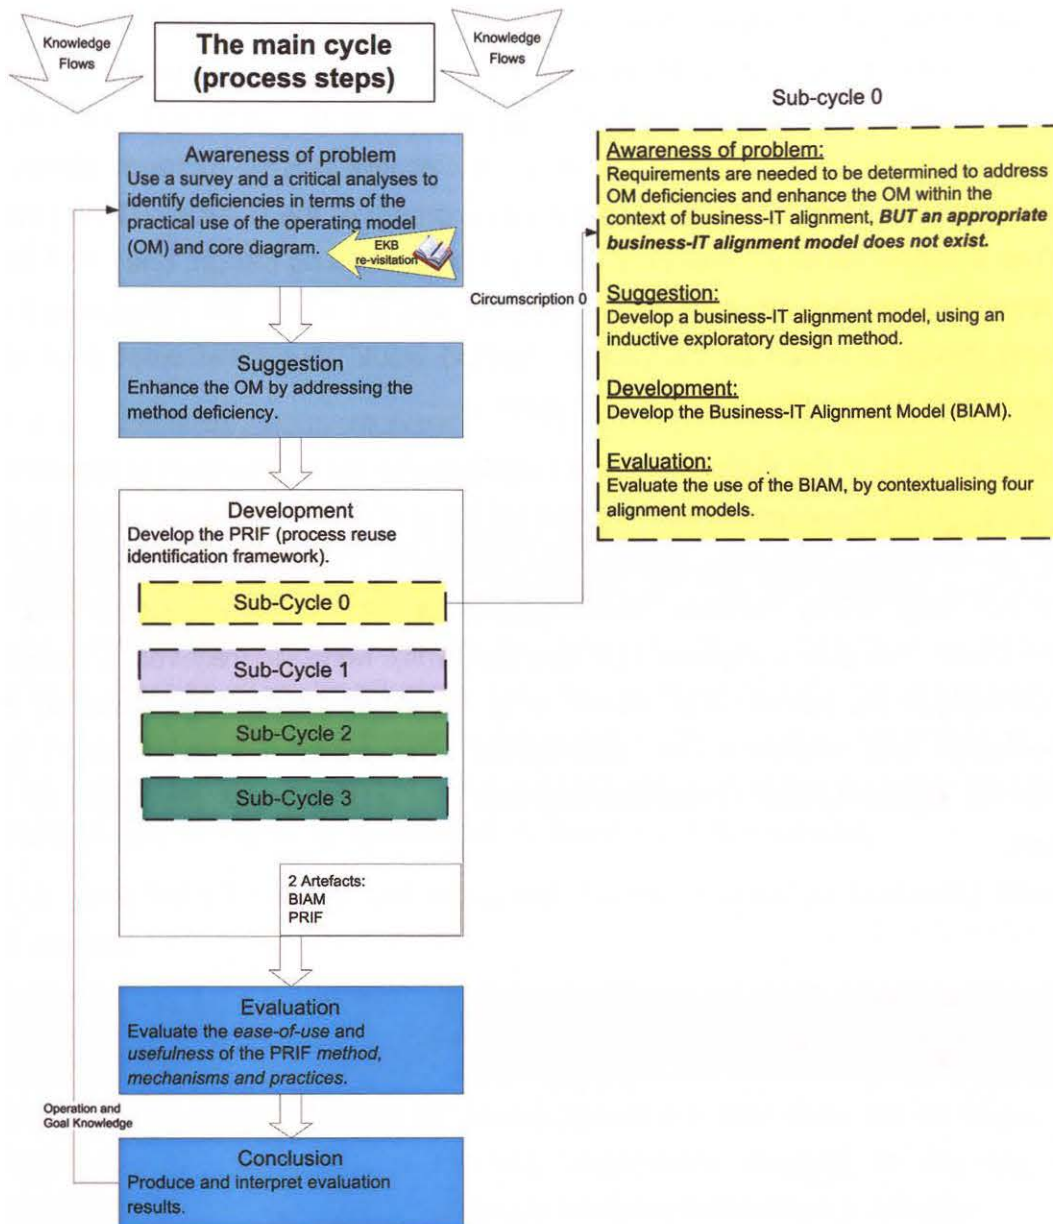 Knowledge
Flows
The main cycle
(process steps)
Knowledge
Flows
Awareness of problem
Use a survey and a critical analyses to
identify deficiencies in terms of the
practical use of the operating model
(OM) and core diagram.
EKB
re-visitation
Suggestion
Enhance the OM by addressing the
method deficiency.
Development
Develop the PRIF (process reuse
identification framework).
Sub-Cycle 0
Sub-Cycle 1
Sub-Cycle 2
Sub-Cycle 3
2 Artefacts:
BIAM
PRIF
Evaluation
Evaluate the ease-of-use and
usefulness of the PRIF method,
mechanisms and practices.
Operation and
Goal Knowledge
Conclusion
Produce and interpret evaluation
results.
Circumscription 0
Sub-cycle 0
Awareness of problem:
Requirements are needed to be determined to address
OM deficiencies and enhance the OM within the
context of business-IT alignment, BUT an appropriate
business-IT alignment model does not exist.
Suggestion:
Develop a business-IT alignment model, using an
inductive exploratory design method.
Development:
Develop the Business-IT Alignment Model (BIAM).
Evaluation:
Evaluate the use of the BIAM, by contextualising four
alignment models.